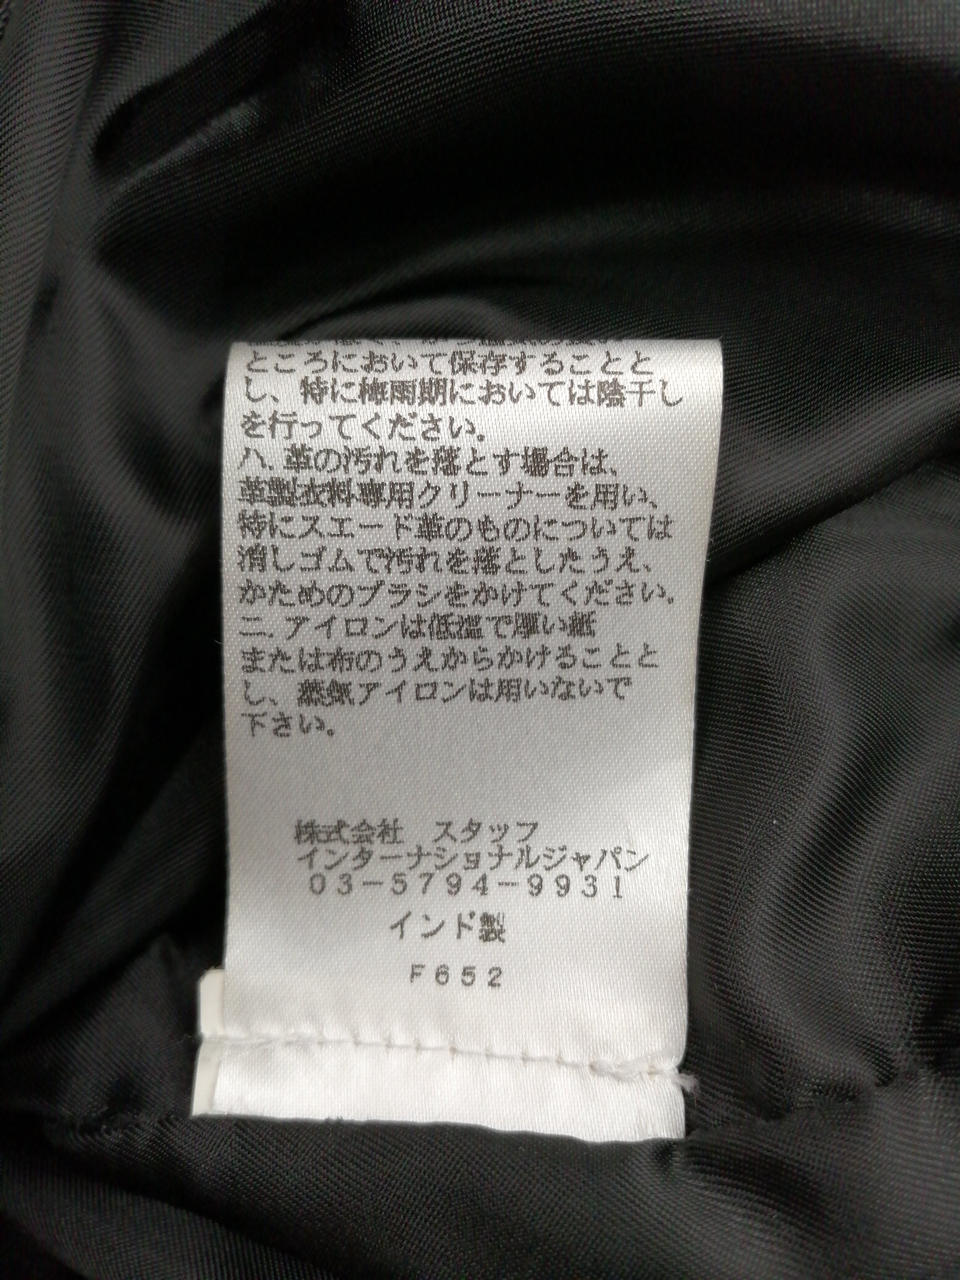 ところにおいて保存することと
し、特に梅雨期においては陰干し
を行ってください。
ハ.革の汚れを落とす場合は、
革製衣料専用クリーナーを用い、
特にスエード革のものについては
消しゴムで汚れを落としたうえ、
かためのブラシをかけてください。
ニ.アイロンは低温で厚い紙
または布のうえからかけることと
し、蒸気アイロンは用いないで
下さい。
株式会社 スタッフ
インターナショナルジャパン
03-5794-9931
インド製
F652